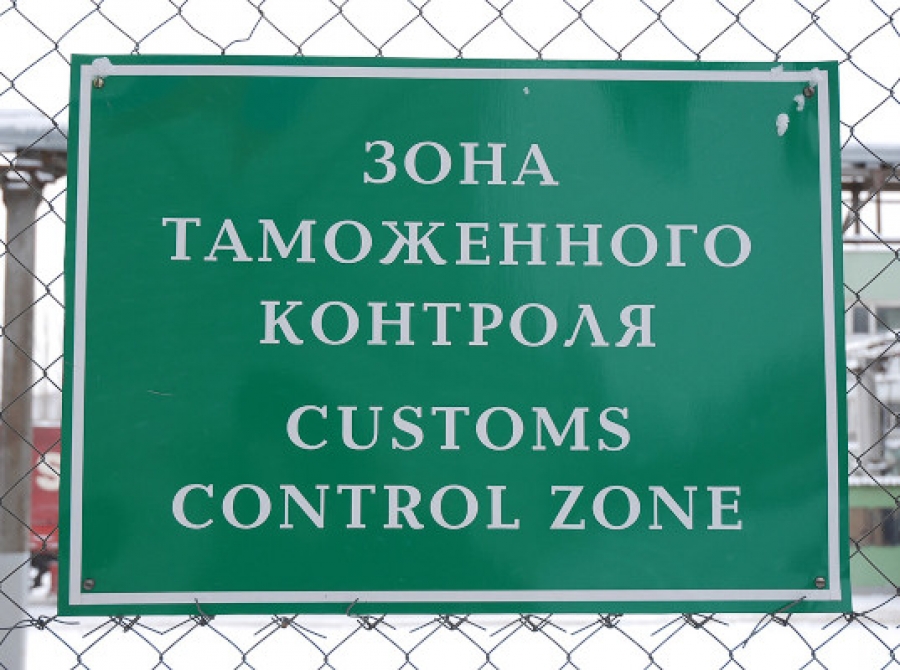 ЗОНА
ТАМОЖЕННОГО
КОНТРОЛЯ
CUSTOMS
CONTROL ZONE